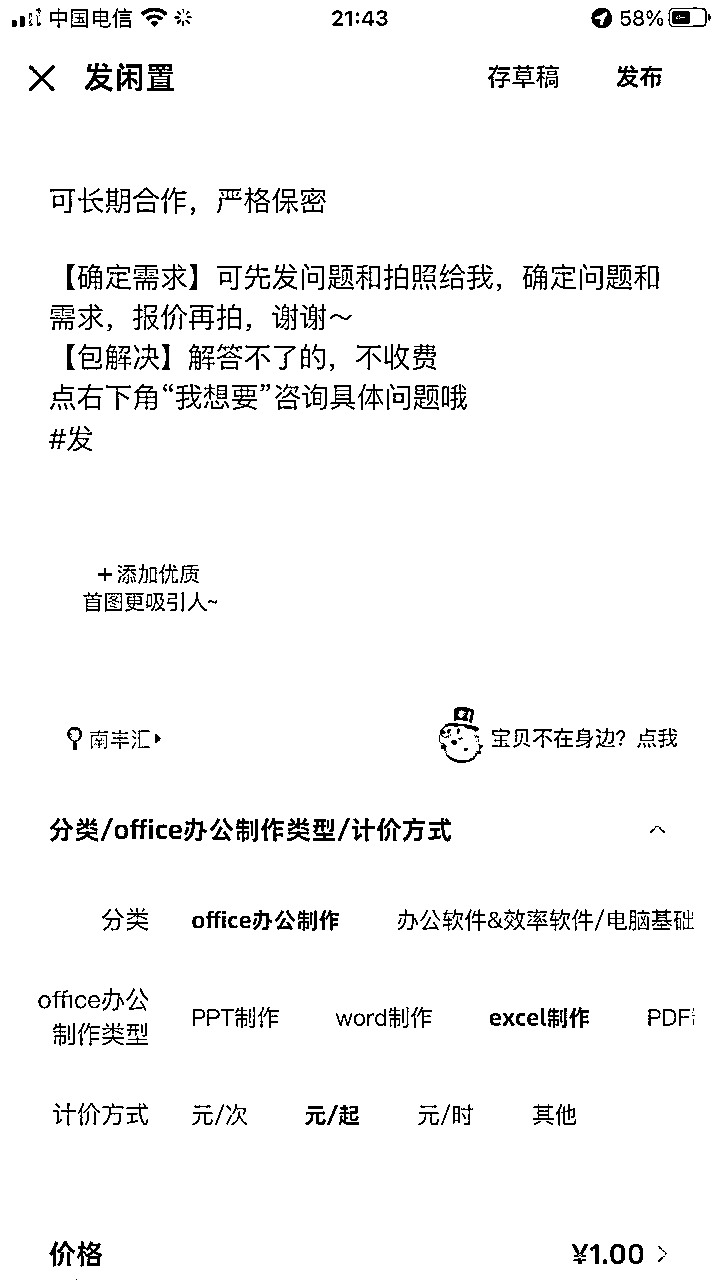 中国电信 21:43 58%
发闲置 存草稿 发布
可长期合作，严格保密
【确定需求】可先发问题和拍照给我，确定问题和
需求，报价再拍，谢谢～
【包解决】解答不了的，不收费
点右下角“我想要”咨询具体问题哦
#发
+添加优质
首图更吸引人~
南丰汇 宝贝不在身边？点我
分类/office办公制作类型/计价方式
分类 office办公制作 办公软件&效率软件/电脑基础
office办公
制作类型 PPT制作 word制作 excel制作 PDF
计价方式 元/次 元/起 元/时 其他
价格 ¥1.00